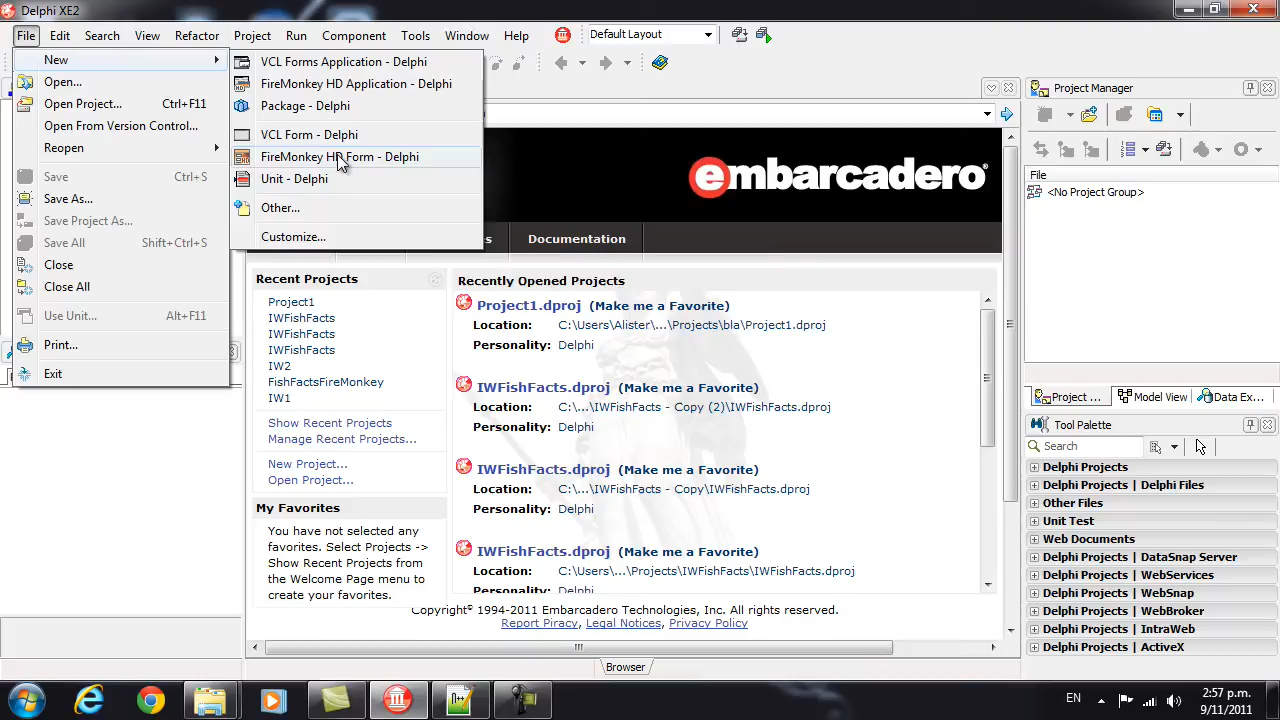 Delphi XE2
File Edit Search View Refactor Project Run Component Tools Window Help Default Layout
New
Open...
Open Project... Ctrl+F11
Open From Version Control...
Reopen
Save Ctrl+S
Save As...
Save Project As...
Save All Shift+Ctrl+S
Close
Close All
Use Unit... Alt+F11
Print...
Exit
VCL Forms Application - Delphi
FireMonkey HD Application - Delphi
Package - Delphi
VCL Form - Delphi
FireMonkey HD Form - Delphi
Unit - Delphi
Other...
Customize...
embarcadero
Documentation
Recent Projects
Project1
IWFishFacts
IWFishFacts
IWFishFacts
IW2
FishFactsFireMonkey
IW1
Show Recent Projects
Manage Recent Projects...
New Project...
Open Project...
My Favorites
You have not selected any
favorites. Select Projects ->
Show Recent Projects from
the Welcome Page menu to
create your favorites.
Recently Opened Projects
Project1.dproj (Make me a Favorite)
Location: C:\Users\Alister\...\Projects\bla\Project1.dproj
Personality: Delphi
IWFishFacts.dproj (Make me a Favorite)
Location: C:\...\IWFishFacts - Copy (2)\IWFishFacts.dproj
Personality: Delphi
IWFishFacts.dproj (Make me a Favorite)
Location: C:\...\IWFishFacts - Copy\IWFishFacts.dproj
Personality: Delphi
IWFishFacts.dproj (Make me a Favorite)
Location: C:\Users\...\Projects\IWFishFacts\IWFishFacts.dproj
Personality: Delphi
Copyright© 1994-2011 Embarcadero Technologies, Inc. All rights reserved.
Report Piracy, Legal Notices, Privacy Policy
Browser
Project Manager
File
<No Project Group>
Project ... Model View Data Ex...
Tool Palette
Search
Delphi Projects
Delphi Projects | Delphi Files
Other Files
Unit Test
Web Documents
Delphi Projects | DataSnap Server
Delphi Projects | WebServices
Delphi Projects | WebSnap
Delphi Projects | WebBroker
Delphi Projects | IntraWeb
Delphi Projects | ActiveX
EN
2:57 p.m.
9/11/2011